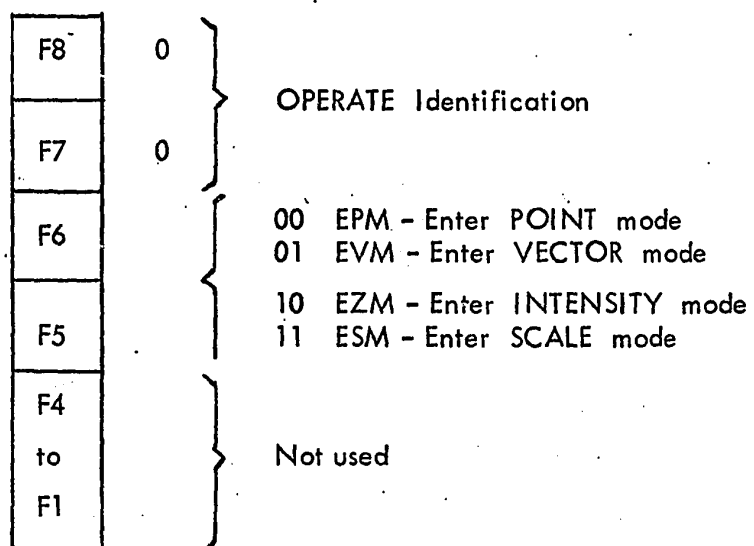 F8 0
OPERATE Identification
F7 0
F6
00 EPM - Enter POINT mode
01 EVM - Enter VECTOR mode
10 EZM - Enter INTENSITY mode
F5
11 ESM - Enter SCALE mode
F4
to
Not used
F1